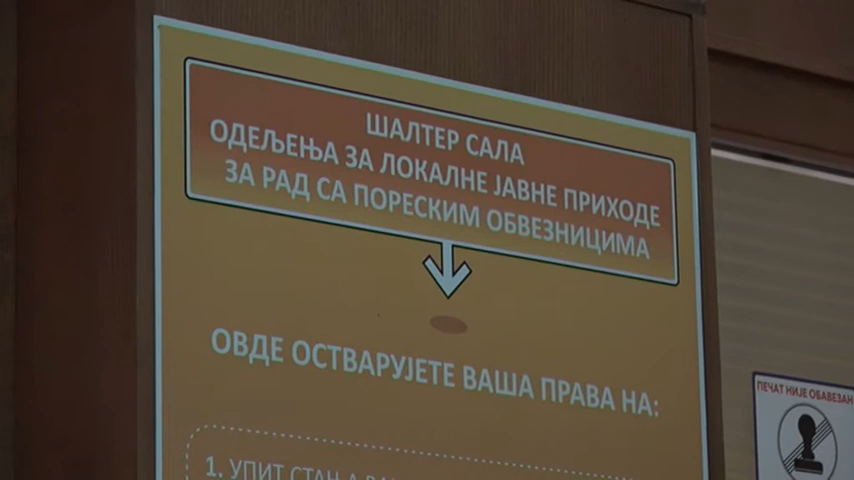 ШАЛТЕР САЛА
ОДЕЉЕЊА ЗА ЛОКАЛНЕ ЈАВНЕ ПРИХОДЕ
ЗА РАД СА ПОРЕСКИМ ОБВЕЗНИЦИМА
ОВДЕ ОСТВАРУЈЕТЕ ВАША ПРАВА НА:
1. УПИТ СТАЊА
ПЕЧАТ НИЈЕ ОБАВЕЗАН